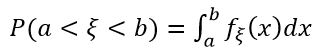 P(a < ξ < b) = ∫_a^b f_ξ(x)dx